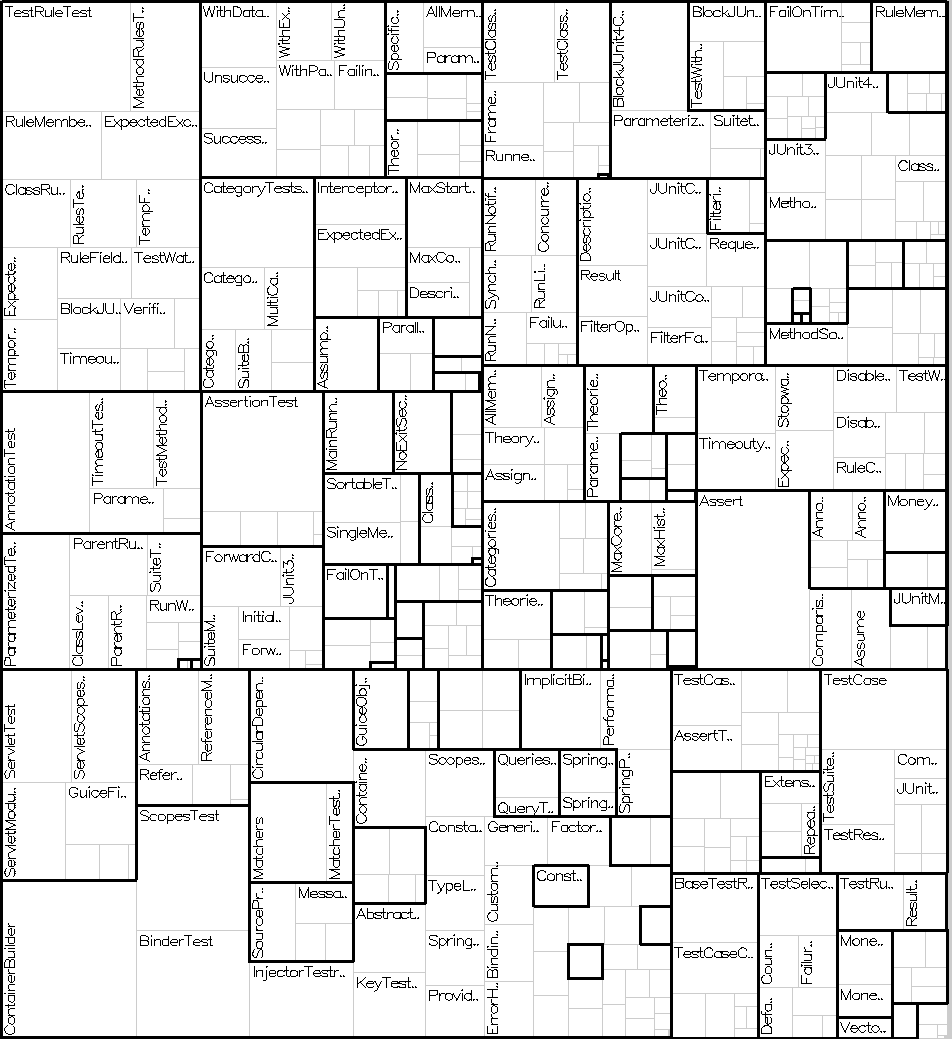 TestRuleTest
MethodRulesT..
RuleMembe..
ExpectedExc..
ClassRu..
RulesTe..
TempF..
Expecte..
RuleField..
TestWat..
BlockJU..
Verifi..
Tempor..
Timeou..
WithData..
WithEx..
WithUn..
Unsucce..
WithPa..
Failin..
Success..
Specific..
AllMem..
Param..
Theor..
CategoryTests..
Catego..
MultiCa..
Catego..
SuiteB..
Interceptor..
ExpectedEx..
MaxStart..
MaxCo..
Descri..
Assump..
Parall..
TestClass..
TestClass..
Frame..
Runne..
BlockJUnit4C..
BlockJUn..
TestWith..
Parameteriz..
Suitet..
FailOnTim..
RuleMem..
JUnit4..
JUnit3..
Class..
Metho..
MethodSo..
RunNotif..
Concurre..
Synch..
RunLi..
RunN..
Failu..
Descriptio..
JUnitC..
Filteri..
JUnitC..
Reque..
Result
JUnitCo..
FilterOp..
FilterFa..
AnnotationTest
TimeoutTes..
TestMethod..
Parame..
ParameterizedTe..
ParentRu..
SuiteT..
ClassLev..
ParentR..
RunW..
AssertionTest
ForwardC..
JUnit3..
SuiteM..
Initial..
Forw..
MainRunn..
NoExitSec..
SortableT..
SingleMe..
Class..
FailOnT..
AllMem..
Assign..
Theory..
Assign..
Theorie..
Parame..
Theo..
Categories..
MaxCore..
MaxHist..
Theorie..
Tempora..
Stopwa..
Disable..
TestW..
Timeouty..
Expec..
Disab..
RuleC..
Assert
Anno..
Anno..
Money..
Comparis..
Assume
JUnitM..
ServletTest
ServletScopes..
ServletModu..
GuiceFi..
Annotations..
ReferenceM..
Refer..
ScopesTest
BinderTest
ContainerBuilder
CircularDepen..
Matchers
MatcherTest..
SourcePr..
Messa..
InjectorTestr..
GuiceObj..
ImplicitBi..
Performa..
Containe..
Scopes..
Queries..
QueryT..
Spring..
Spring..
SpringP..
Consta..
Generi..
Factor..
TypeL..
Custom..
Const..
Abstract..
Spring..
Bindin..
KeyTest..
Provid..
ErrorH..
TestCas..
AssertT..
Extens..
Repea..
TestCase
TestSuite..
Com..
JUnit..
TestRes..
BaseTestR..
TestCaseC..
TestSelec..
Coun..
Failur..
Defa..
TestRu..
Result..
Mone..
Mone..
Vecto..